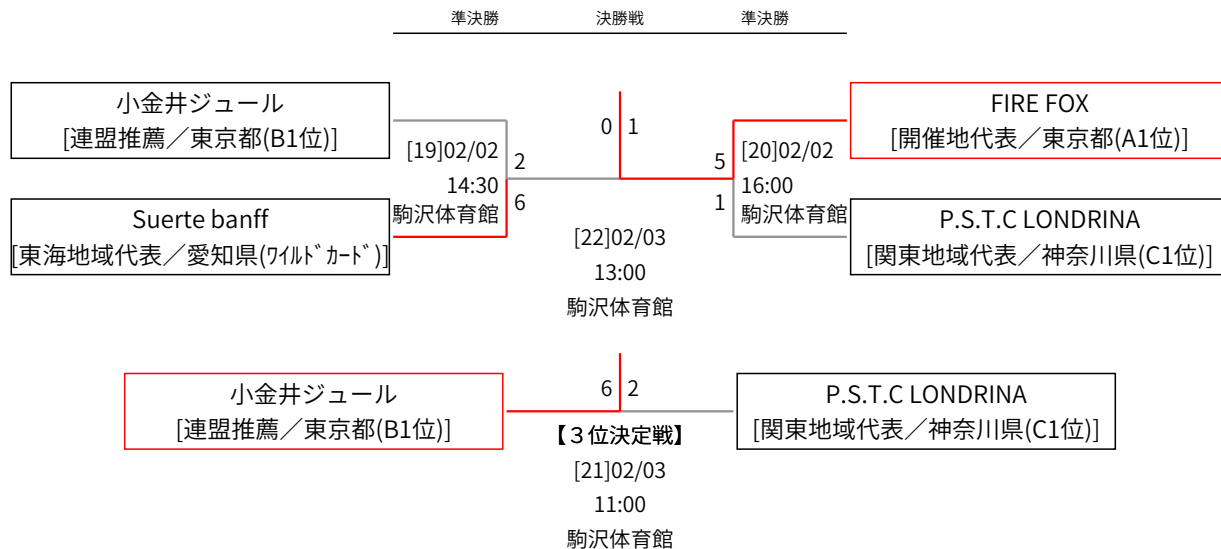 準決勝 決勝戦 準決勝
小金井ジュール
[連盟推薦／東京都(B1位)]
Suerte banff
[東海地域代表／愛知県(ﾜｲﾙﾄﾞｶｰﾄﾞ)]
[19]02/02
14:30
駒沢体育館
2
6
0 1
[22]02/03
13:00
駒沢体育館
5
1
[20]02/02
16:00
駒沢体育館
FIRE FOX
[開催地代表／東京都(A1位)]
P.S.T.C LONDRINA
[関東地域代表／神奈川県(C1位)]
小金井ジュール
[連盟推薦／東京都(B1位)]
6 2
【３位決定戦】
[21]02/03
11:00
駒沢体育館
P.S.T.C LONDRINA
[関東地域代表／神奈川県(C1位)]